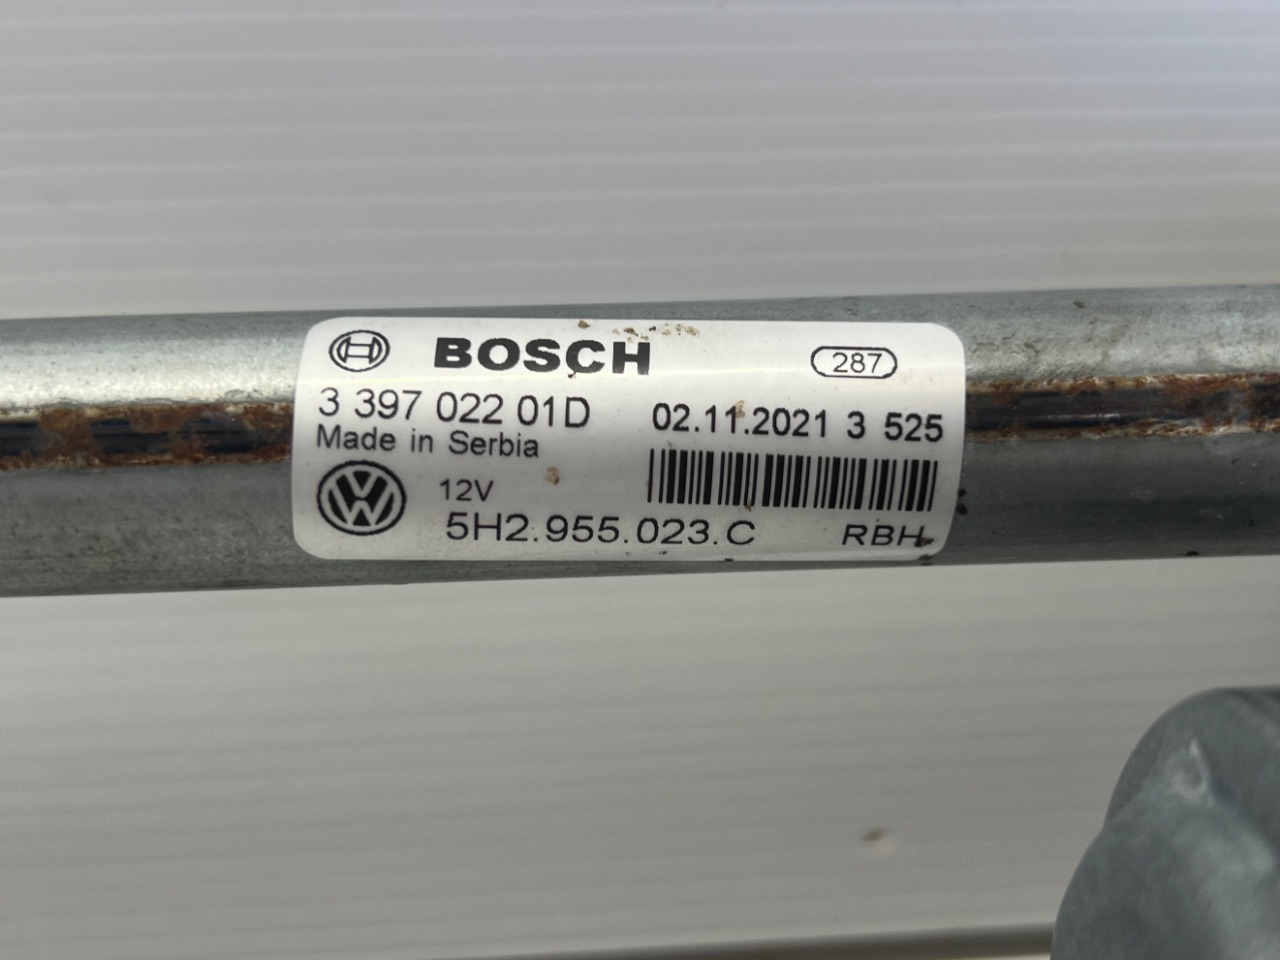 BOSCH 287
3 397 022 01D 02.11.2021 3 525
Made in Serbia
12V
5H2.955.023.C RBH